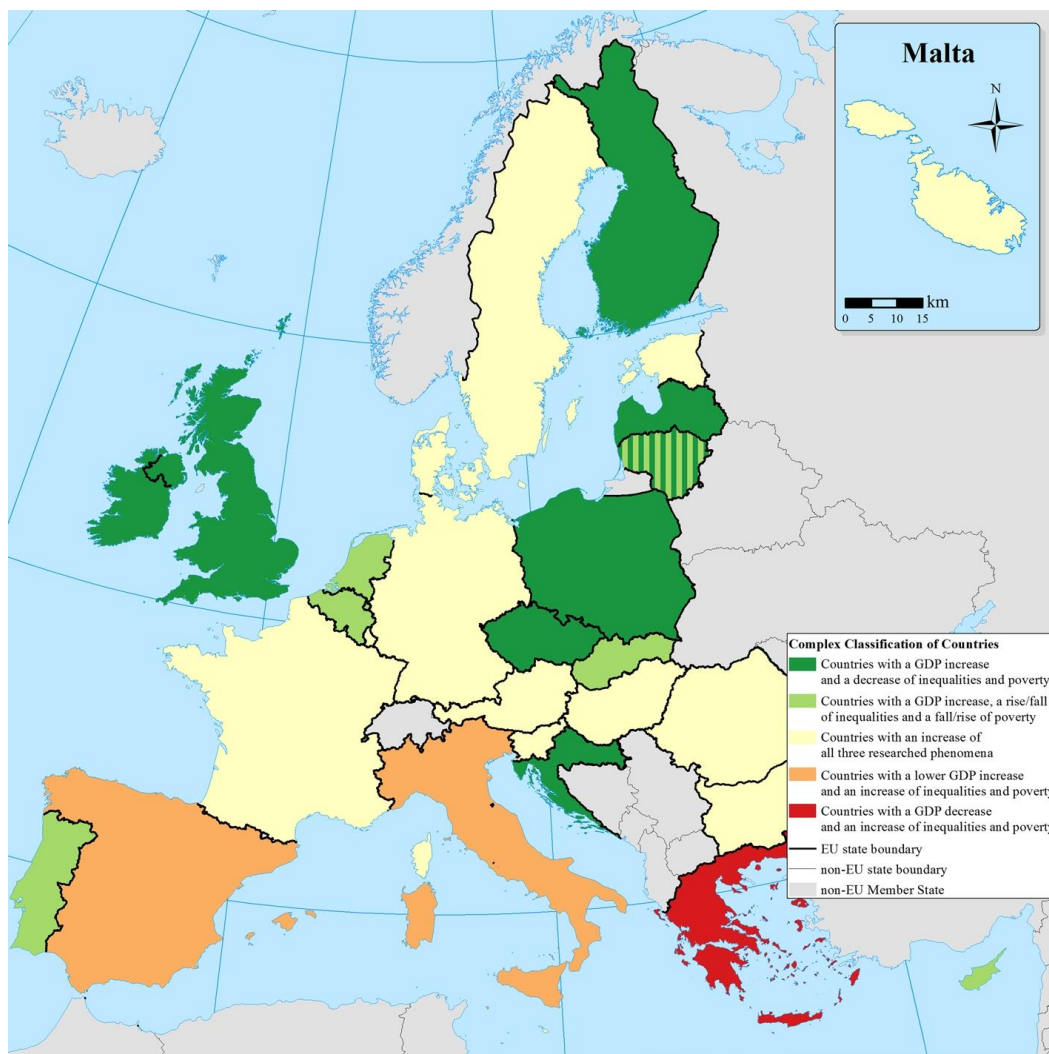 Malta
N
km
0 5 10 15
Complex Classification of Countries
Countries with a GDP increase
and a decrease of inequalities and poverty
Countries with a GDP increase, a rise/fall
of inequalities and a fall/rise of poverty
Countries with an increase of
all three researched phenomena
Countries with a lower GDP increase
and an increase of inequalities and poverty
Countries with a GDP decrease
and an increase of inequalities and poverty
EU state boundary
non-EU state boundary
non-EU Member State